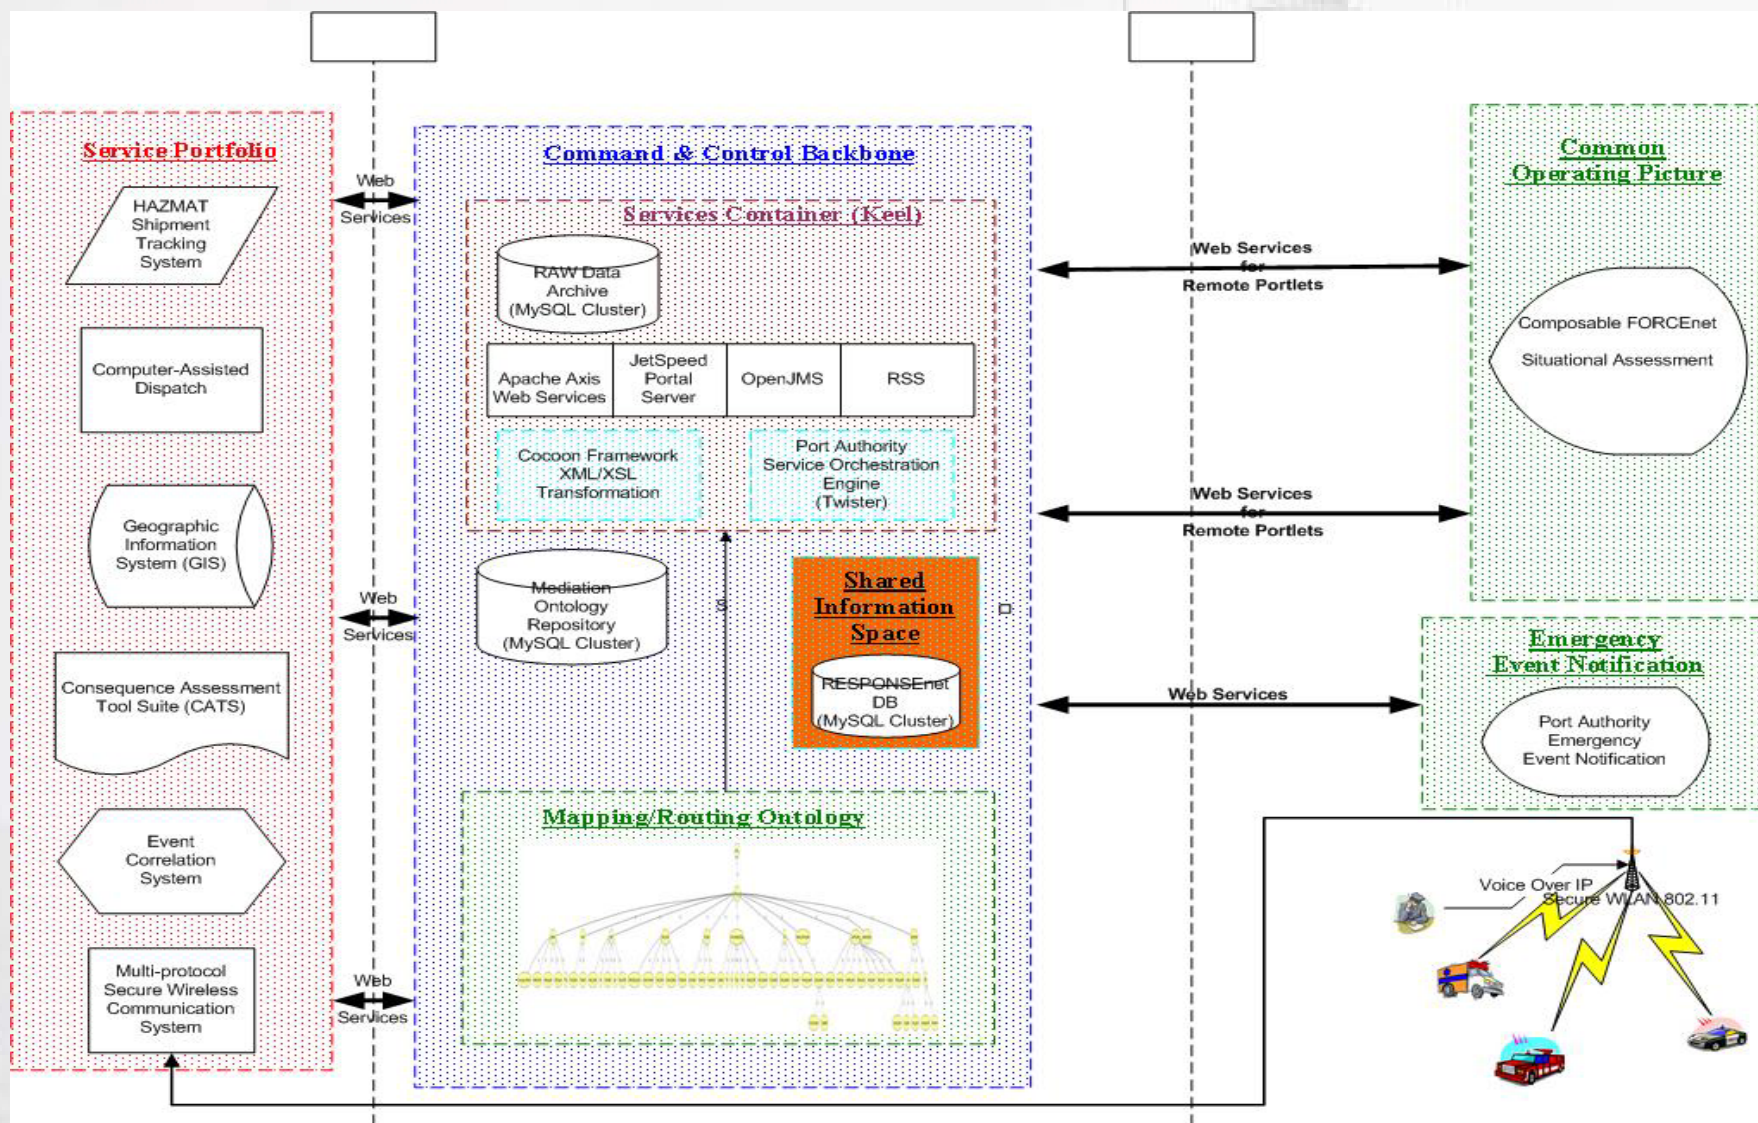 Service Portfolio
HAZMAT
Shipment
Tracking
System
Computer-Assisted
Dispatch
Geographic
Information
System (GIS)
Consequence Assessment
Tool Suite (CATS)
Event
Correlation
System
Multi-protocol
Secure Wireless
Communication
System
Web
Services
Web
Services
Web
Services
Command & Control Backbone
Services Container (Keel)
RAW Data
Archive
(MySQL Cluster)
Apache Axis
Web Services
JetSpeed
Portal
Server
OpenJMS
RSS
Cocoon Framework
XML/XSL
Transformation
Port Authority
Service Orchestration
Engine
(Twister)
Mediation
Ontology
Repository
(MySQL Cluster)
S
Shared
Information
Space
RESPONSEnet
DB
(MySQL Cluster)
Mapping/Routing Ontology
Web Services
for
Remote Portlets
Web Services
for
Remote Portlets
Web Services
Common
Operating Picture
Composable FORCEnet
Situational Assessment
Emergency
Event Notification
Port Authority
Emergency
Event Notification
Voice Over IP
Secure WLAN 802.11